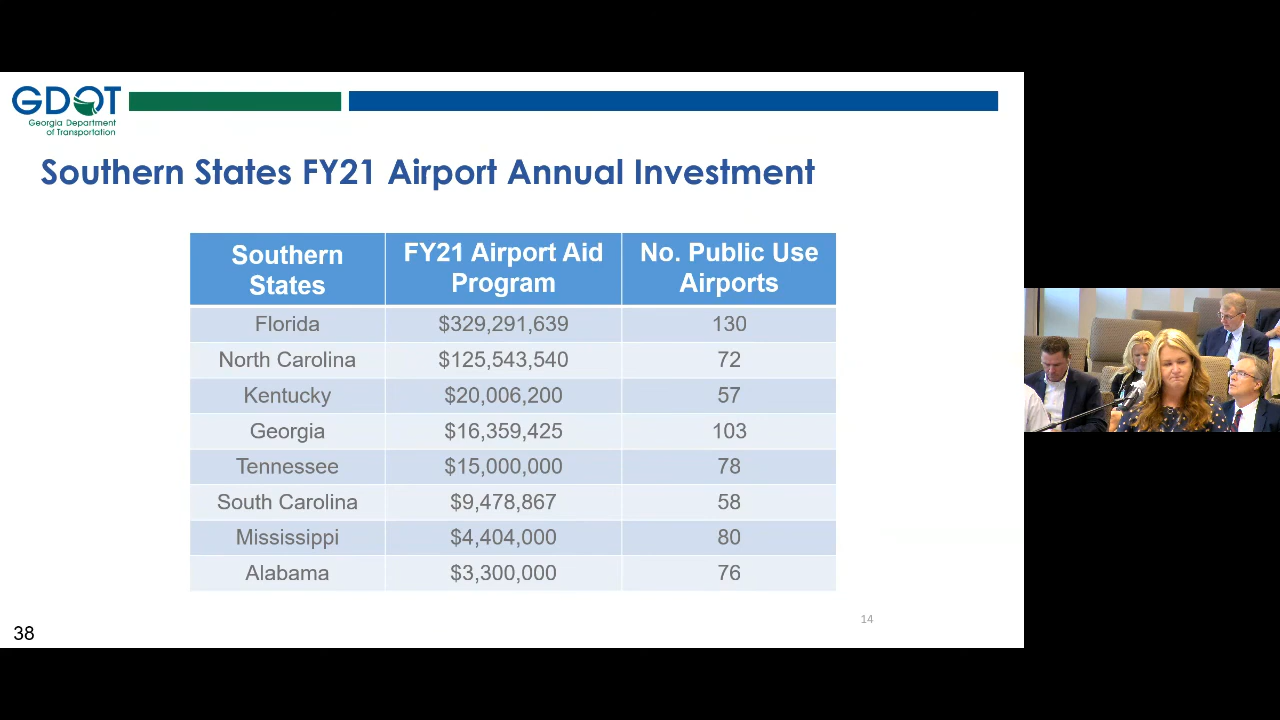 GDOT
Georgia Department
of Transportation
Southern States FY21 Airport Annual Investment
Southern States FY21 Airport Aid Program No. Public Use Airports
Florida $329,291,639 130
North Carolina $125,543,540 72
Kentucky $20,006,200 57
Georgia $16,359,425 103
Tennessee $15,000,000 78
South Carolina $9,478,867 58
Mississippi $4,404,000 80
Alabama $3,300,000 76
14
38